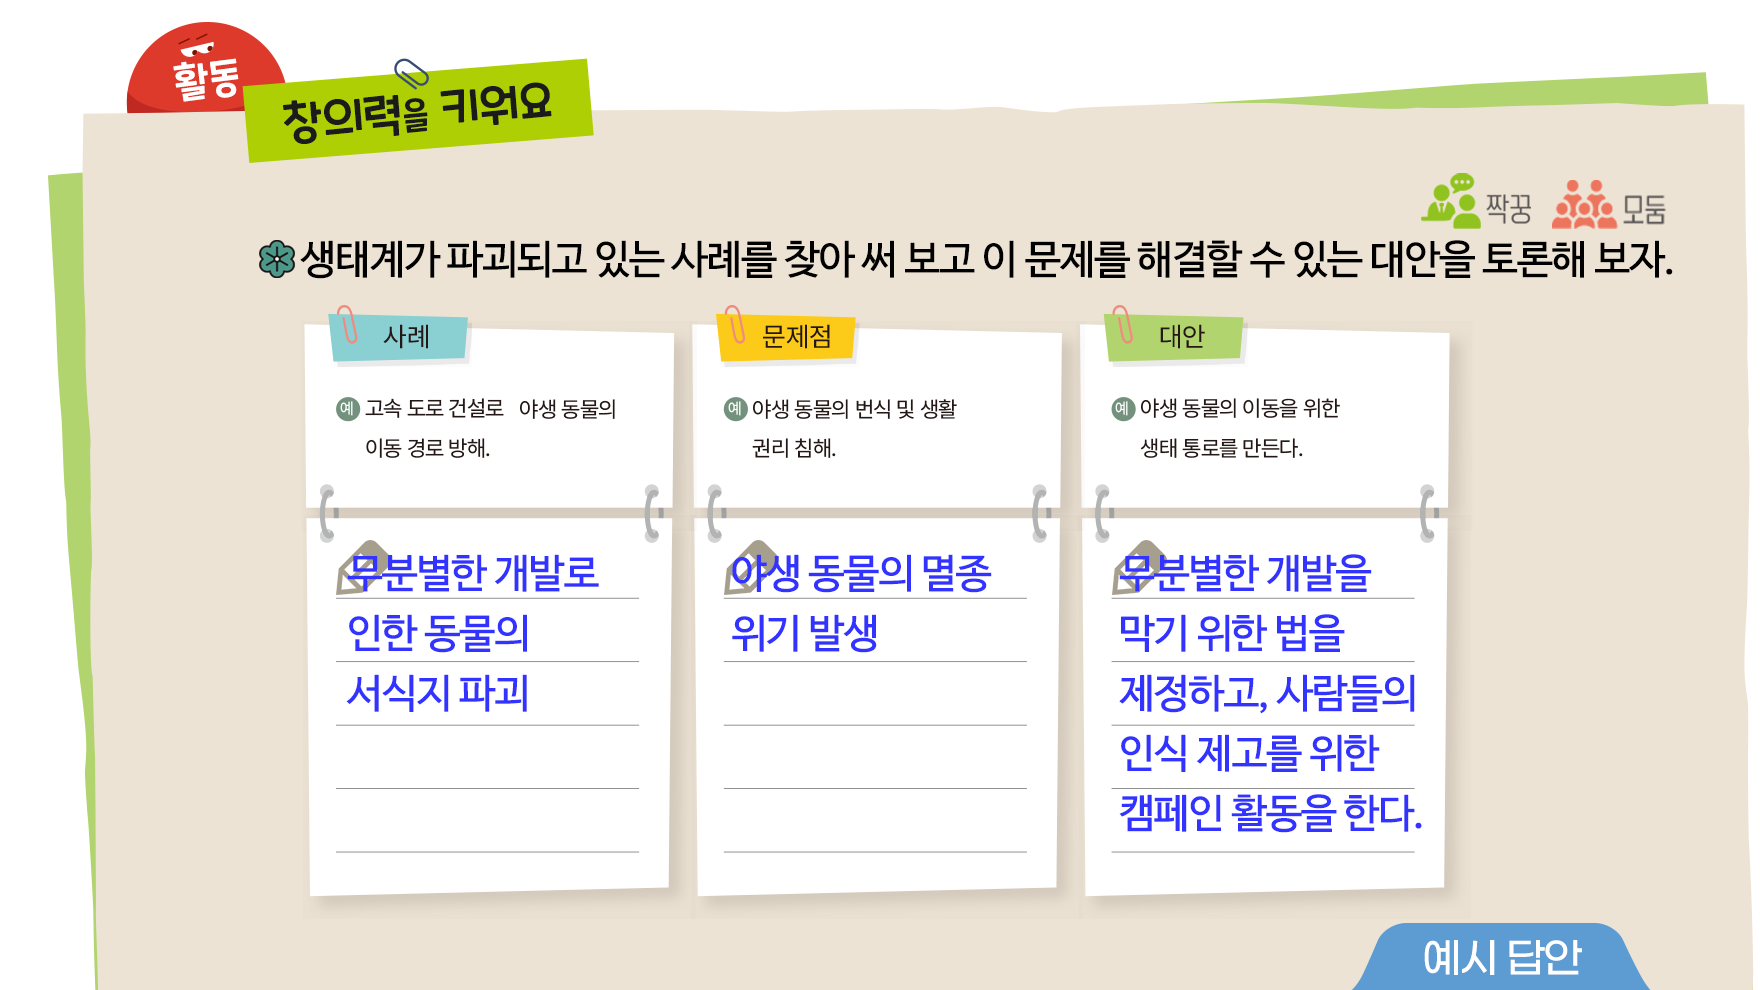 활동
창의력을 키워요
짝꿍
모둠
생태계가 파괴되고 있는 사례를 찾아 써 보고 이 문제를 해결할 수 있는 대안을 토론해 보자.
사례
예 고속 도로 건설로 야생 동물의
이동 경로 방해.
무분별한 개발로
인한 동물의
서식지 파괴
문제점
예 야생 동물의 번식 및 생활
권리 침해.
야생 동물의 멸종
위기 발생
대안
예 야생 동물의 이동을 위한
생태 통로를 만든다.
무분별한 개발을
막기 위한 법을
제정하고, 사람들의
인식 제고를 위한
캠페인 활동을 한다.
예시 답안